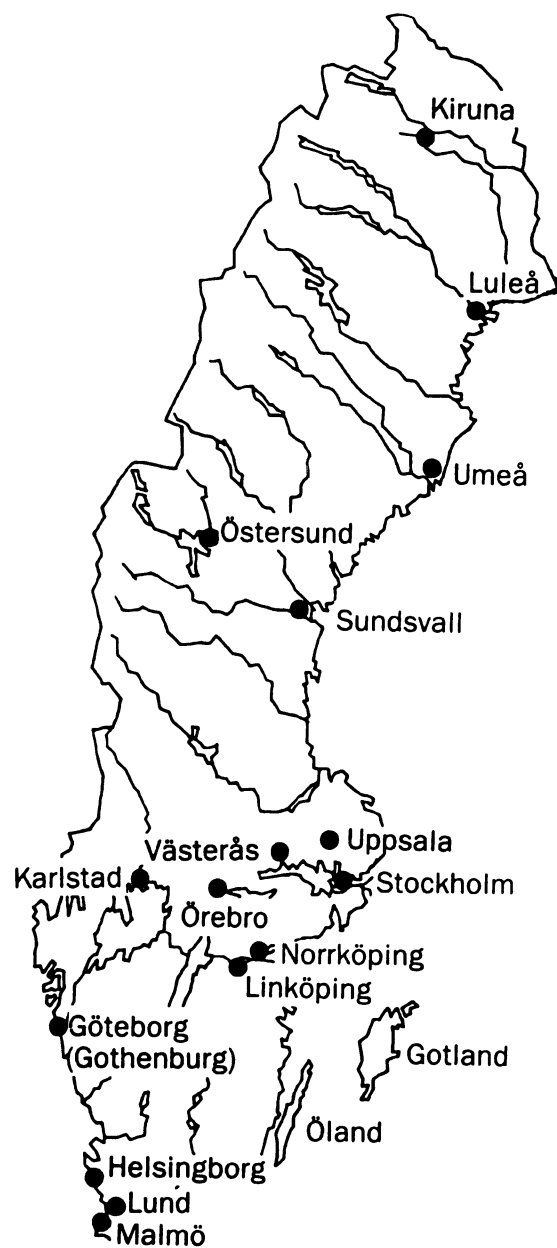 Kiruna
Luleå
Umeå
Östersund
Sundsvall
Uppsala
Västerås
Karlstad
Stockholm
Örebro
Norrköping
Linköping
Göteborg
(Gothenburg)
Gotland
Öland
Helsingborg
Lund
Malmö